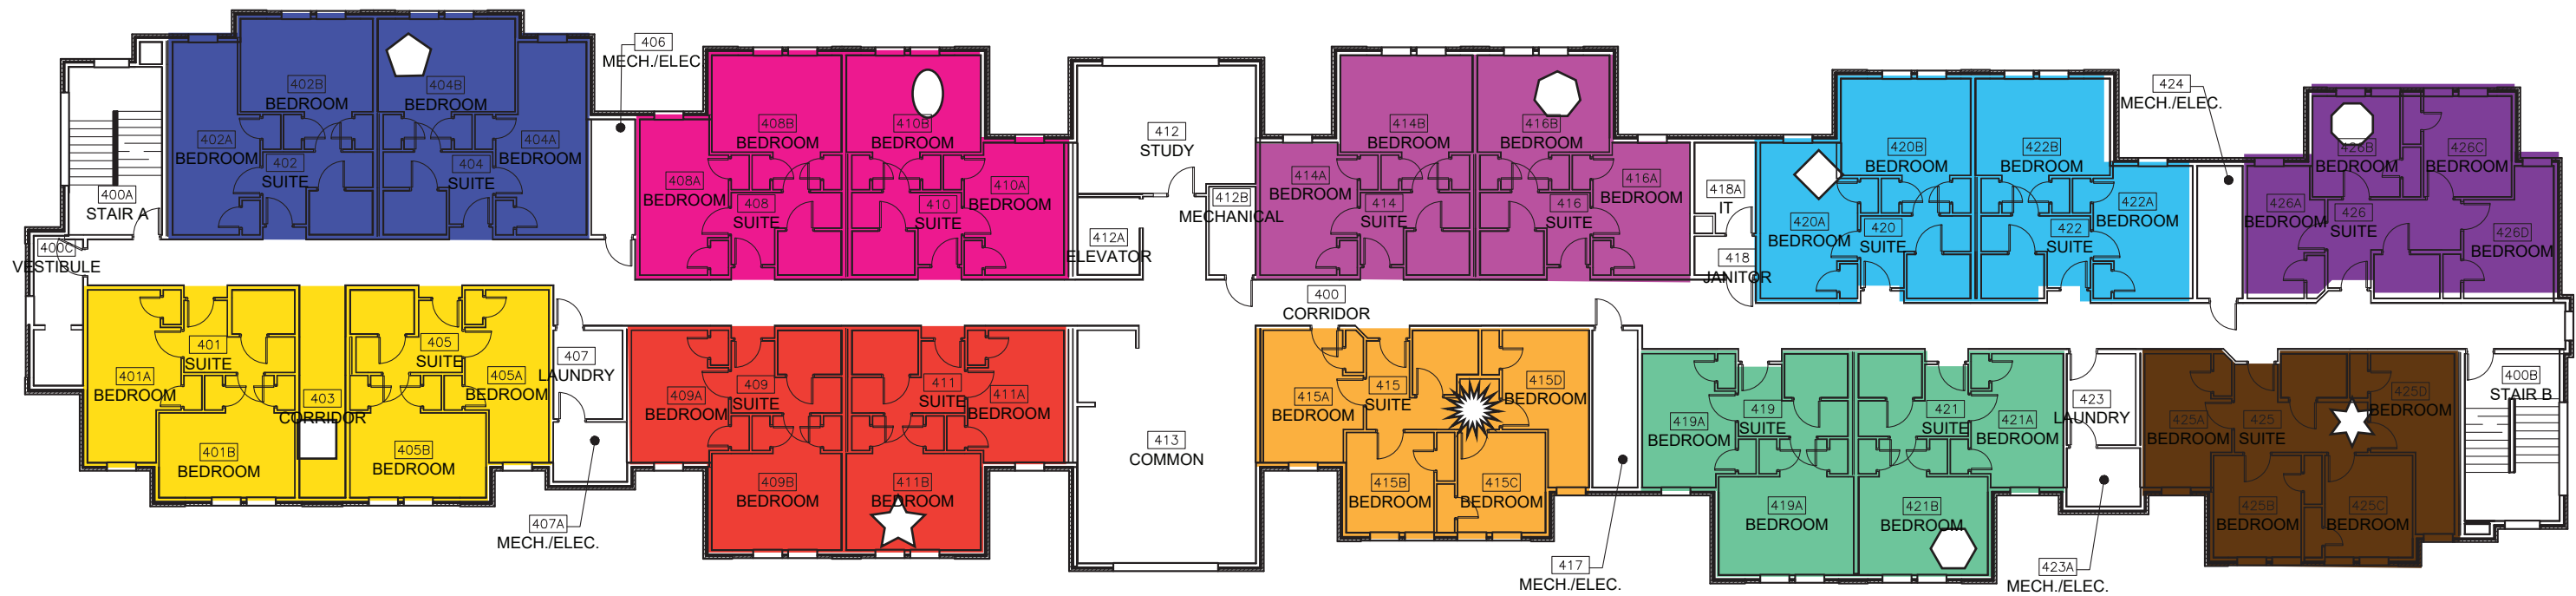 402B
BEDROOM
404B
BEDROOM
402A
BEDROOM
402
SUITE
404
SUITE
404A
BEDROOM
400A
STAIR A
400C
VESTIBULE
406
MECH./ELEC
408B
BEDROOM
410B
BEDROOM
408A
BEDROOM
408
SUITE
410
SUITE
410A
BEDROOM
412
STUDY
412A
ELEVATOR
412B
MECHANICAL
414B
BEDROOM
416B
BEDROOM
414A
BEDROOM
414
SUITE
416
SUITE
416A
BEDROOM
418A
IT
418
JANITOR
420B
BEDROOM
422B
BEDROOM
420A
BEDROOM
420
SUITE
422
SUITE
422A
BEDROOM
424
MECH./ELEC.
426B
BEDROOM
426C
BEDROOM
426A
BEDROOM
426
SUITE
426D
BEDROOM
400
CORRIDOR
401
SUITE
405
SUITE
401A
BEDROOM
405A
BEDROOM
403
CORRIDOR
401B
BEDROOM
405B
BEDROOM
407
LAUNDRY
407A
MECH./ELEC.
409A
BEDROOM
409
SUITE
411
SUITE
411A
BEDROOM
409B
BEDROOM
411B
BEDROOM
413
COMMON
415A
BEDROOM
415
SUITE
415D
BEDROOM
415B
BEDROOM
415C
BEDROOM
417
MECH./ELEC.
419A
BEDROOM
419
SUITE
421
SUITE
421A
BEDROOM
419A
BEDROOM
421B
BEDROOM
423
LAUNDRY
423A
MECH./ELEC.
425A
BEDROOM
425
SUITE
425D
BEDROOM
425B
BEDROOM
425C
BEDROOM
400B
STAIR B